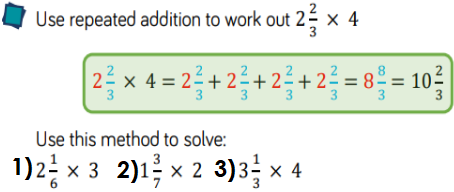 Use repeated addition to work out 2 2/3 × 4
2 2/3 × 4 = 2 2/3 + 2 2/3 + 2 2/3 + 2 2/3 = 8 8/3 = 10 2/3
Use this method to solve:
1) 2 1/6 × 3 2) 1 3/7 × 2 3) 3 1/3 × 4